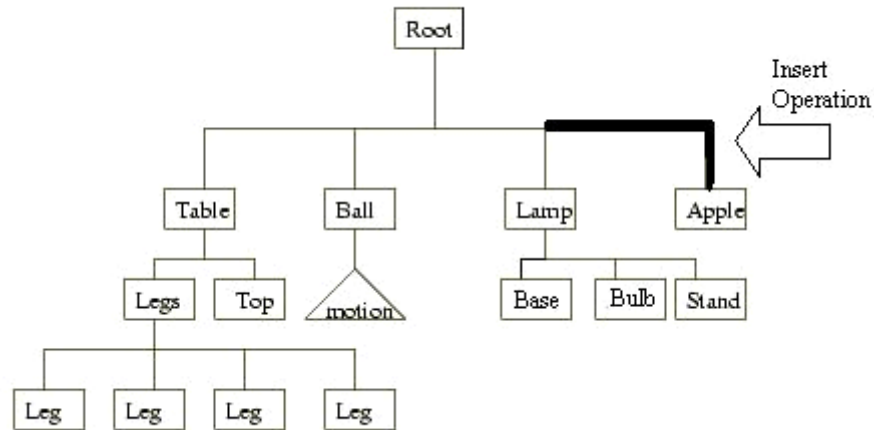 Root
Insert
Operation
Table
Ball
Lamp
Apple
Legs
Top
motion
Base
Bulb
Stand
Leg
Leg
Leg
Leg